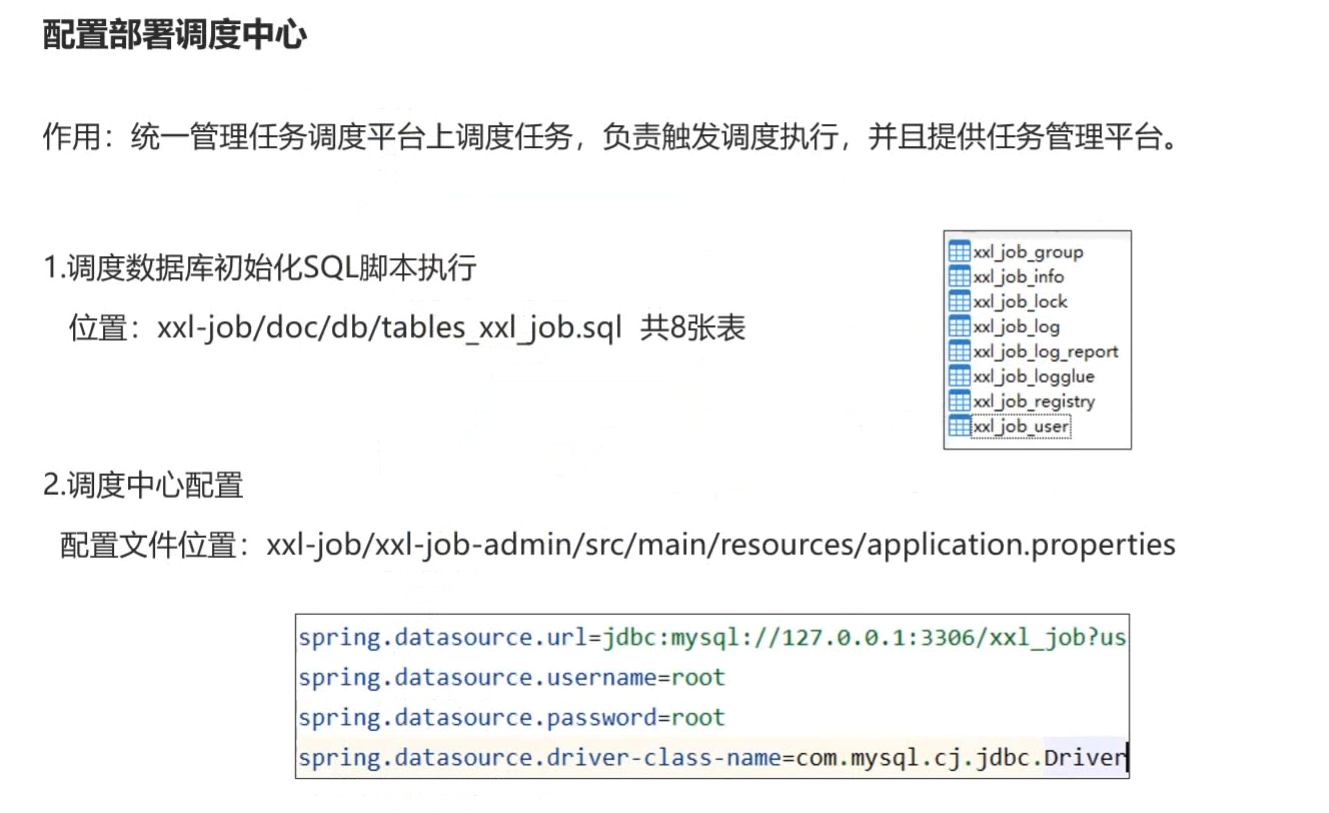 配置部署调度中心
作用：统一管理任务调度平台上调度任务，负责触发调度执行，并且提供任务管理平台。
1.调度数据库初始化SQL脚本执行
位置：xxl-job/doc/db/tables_xxl_job.sql 共8张表
xxl_job_group
xxl_job_info
xxl_job_lock
xxl_job_log
xxl_job_log_report
xxl_job_logglue
xxl_job_registry
xxl_job_user
2.调度中心配置
配置文件位置：xxl-job/xxl-job-admin/src/main/resources/application.properties
spring.datasource.url=jdbc:mysql://127.0.0.1:3306/xxl_job?us
spring.datasource.username=root
spring.datasource.password=root
spring.datasource.driver-class-name=com.mysql.cj.jdbc.Driver